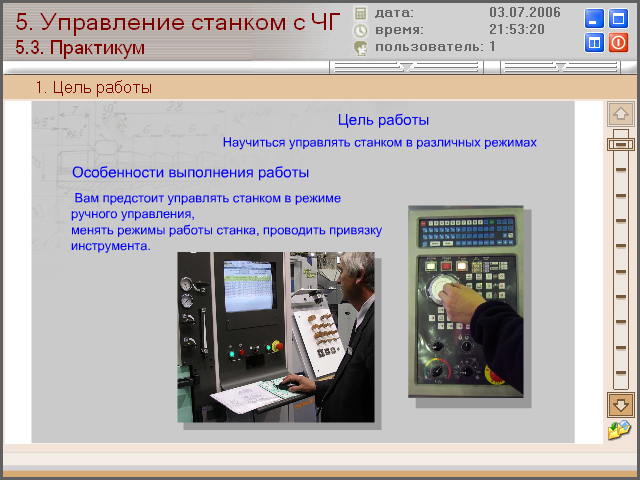 5. Управление станком с ЧГ
5.3. Практикум
дата: 03.07.2006
время: 21:53:20
пользователь: 1
1. Цель работы
Цель работы
Научиться управлять станком в различных режимах
Особенности выполнения работы
Вам предстоит управлять станком в режиме
ручного управления,
менять режимы работы станка, проводить привязку
инструмента.